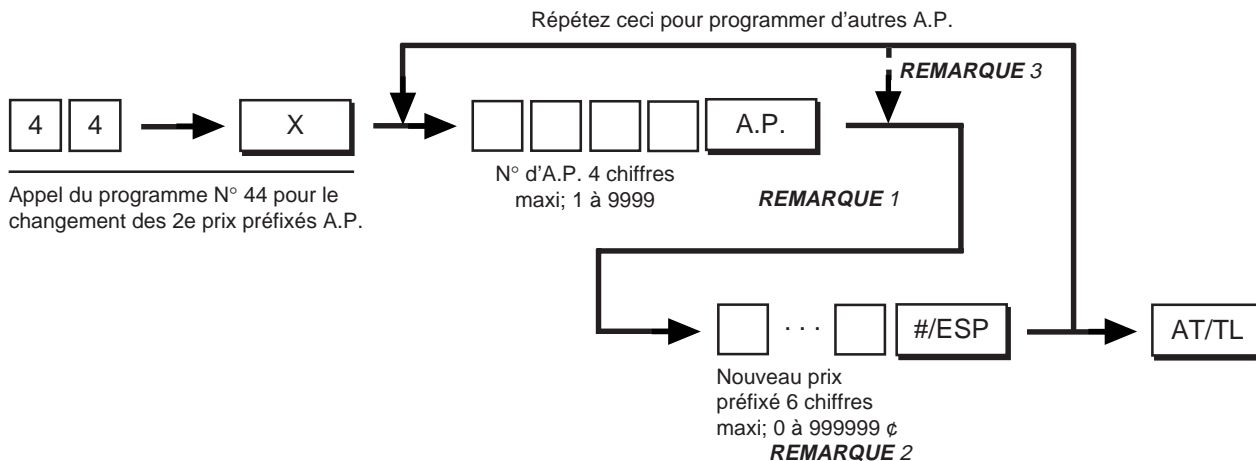 Répétez ceci pour programmer d'autres A.P.
REMARQUE 3
4 4 X A.P.
N° d'A.P. 4 chiffres
maxi; 1 à 9999
REMARQUE 1
Appel du programme N° 44 pour le
changement des 2e prix préfixés A.P.
· · · #/ESP AT/TL
Nouveau prix
préfixé 6 chiffres
maxi; 0 à 999999 ¢
REMARQUE 2